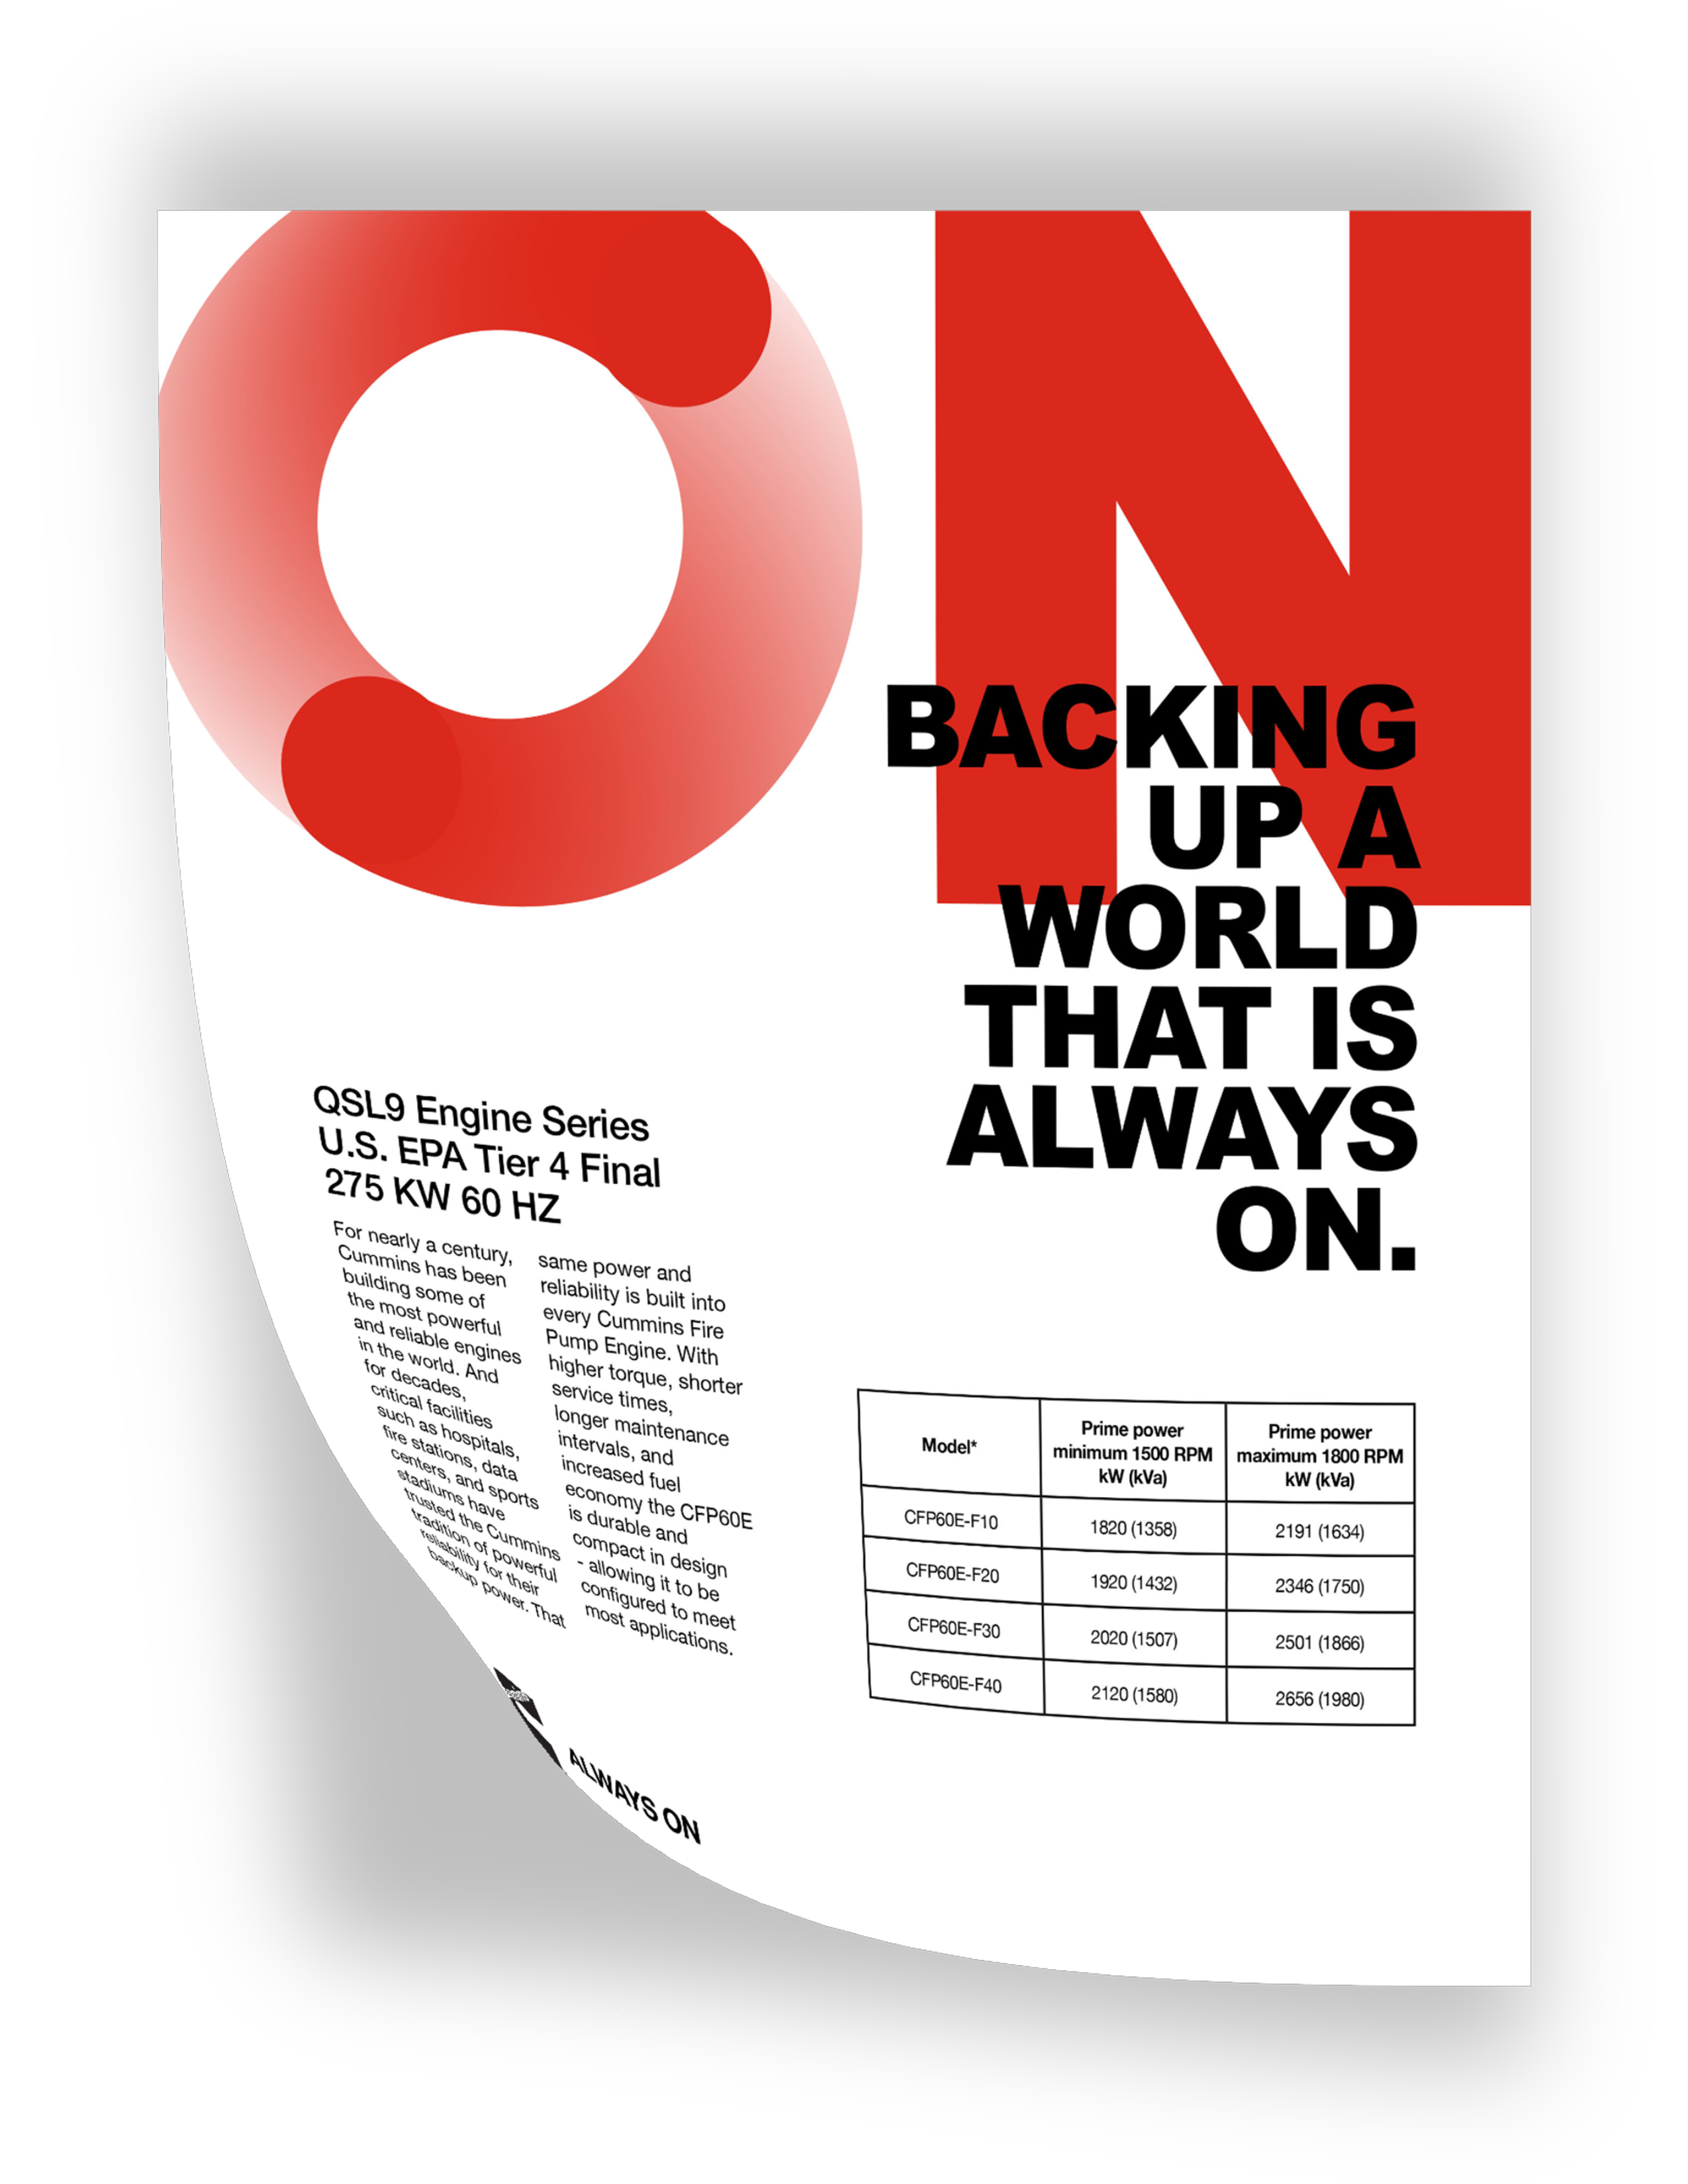 ON
BACKING
UP A
WORLD
THAT IS
ALWAYS
ON.
QSL9 Engine Series
U.S. EPA Tier 4 Final
275 KW 60 HZ
For nearly a century,
Cummins has been
building some of
the most powerful
and reliable engines
in the world. And
for decades,
critical facilities
such as hospitals,
fire stations, data
centers, and sports
stadiums have
trusted the Cummins
tradition of powerful
reliability for their
backup power. That
same power and
reliability is built into
every Cummins Fire
Pump Engine. With
higher torque, shorter
service times,
longer maintenance
intervals, and
increased fuel
economy the CFP60E
is durable and
compact in design
- allowing it to be
configured to meet
most applications.
Model*
Prime power
minimum 1500 RPM
kW (kVa)
Prime power
maximum 1800 RPM
kW (kVa)
CFP60E-F10 1820 (1358) 2191 (1634)
CFP60E-F20 1920 (1432) 2346 (1750)
CFP60E-F30 2020 (1507) 2501 (1866)
CFP60E-F40 2120 (1580) 2656 (1980)
ALWAYS ON